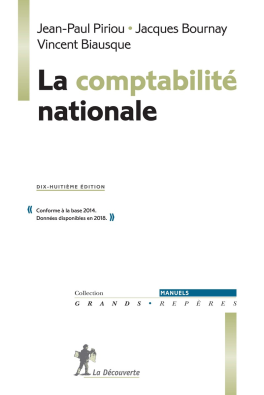 Jean-Paul Piriou • Jacques Bournay
Vincent Biausque
La comptabilité
nationale
DIX-HUITIÈME ÉDITION
« Conforme à la base 2014.
Données disponibles en 2018. »
Collection
MANUELS
GRANDS • REPÈRES
La Découverte